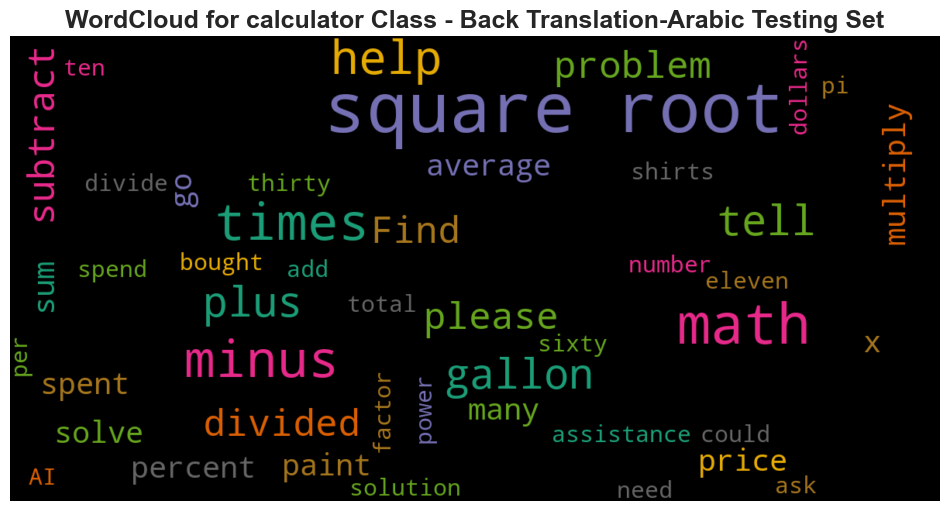 WordCloud for calculator Class - Back Translation-Arabic Testing Set
subtract
ten
help
problem
dollars
pi
square root
multiply
average
shirts
divide
go
thirty
times
Find
tell
sum
spend
bought
add
number
eleven
plus
total
please
math
x
per
minus
sixty
gallon
spent
factor
power
many
solve
divided
assistance
could
percent
paint
price
AI
solution
need
ask